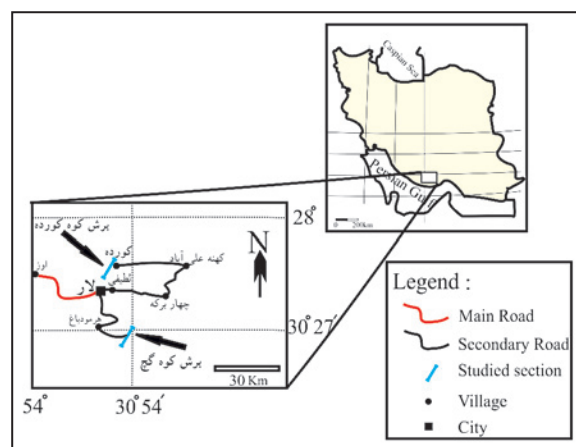 Caspian Sea
Persian Gulf
0 200km
برش کوه کورده
28°
اوز
کورده
کهنه علی آباد
N
لطیفی
لار
چهار برکه
هرمودباغ
30° 27′
برش کوه گچ
30 Km
54°
30° 54′
Legend :
Main Road
Secondary Road
Studied section
Village
City